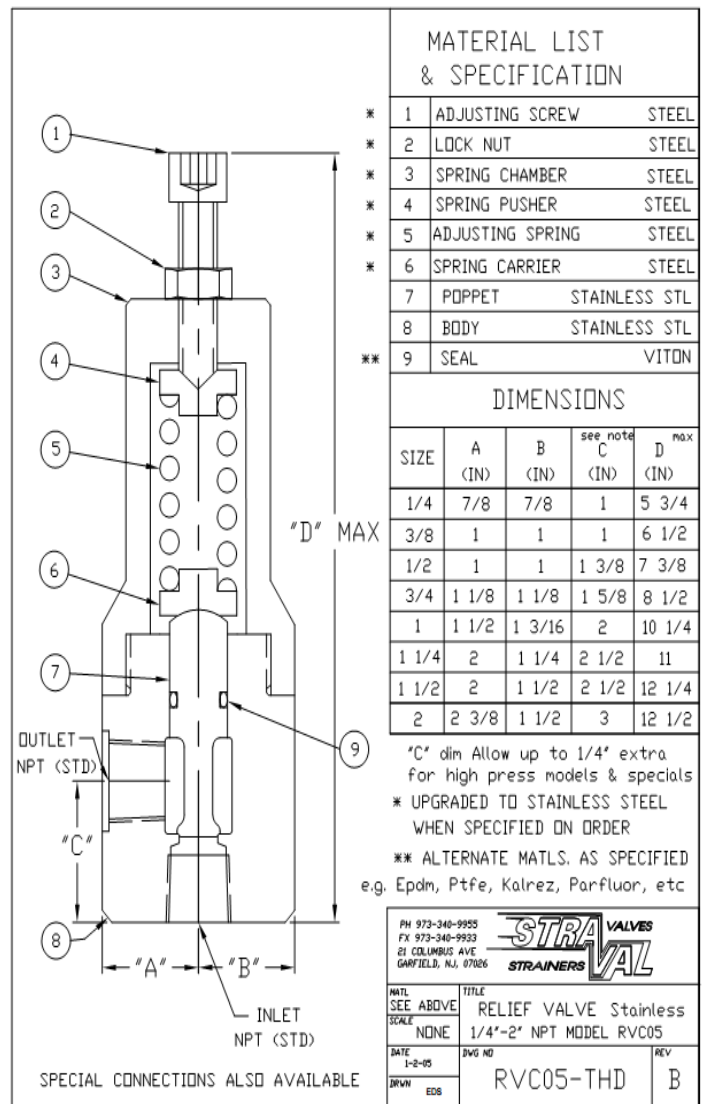 MATERIAL LIST
& SPECIFICATION
* 1 ADJUSTING SCREW STEEL
* 2 LOCK NUT STEEL
* 3 SPRING CHAMBER STEEL
* 4 SPRING PUSHER STEEL
* 5 ADJUSTING SPRING STEEL
* 6 SPRING CARRIER STEEL
7 POPPET STAINLESS STL
8 BODY STAINLESS STL
** 9 SEAL VITON
DIMENSIONS
SIZE A (IN) B (IN) see note C (IN) D max (IN)
1/4 7/8 7/8 1 5 3/4
3/8 1 1 1 6 1/2
1/2 1 1 1 3/8 7 3/8
3/4 1 1/8 1 1/8 1 5/8 8 1/2
1 1 1/2 1 3/16 2 10 1/4
1 1/4 2 1 1/4 2 1/2 11
1 1/2 2 1 1/2 2 1/2 12 1/4
2 2 3/8 1 1/2 3 12 1/2
"C" dim Allow up to 1/4" extra
for high press models & specials
* UPGRADED TO STAINLESS STEEL
WHEN SPECIFIED ON ORDER
** ALTERNATE MATLS. AS SPECIFIED
e.g. Epdm, Ptfe, Kalrez, Parfluor, etc
1
2
3
4
5
6
7
8
9
"D" MAX
OUTLET
NPT (STD)
"C"
"A"
"B"
INLET
NPT (STD)
SPECIAL CONNECTIONS ALSO AVAILABLE
PH 973-340-9955
FX 973-340-9933
21 COLUMBUS AVE
GARFIELD, NJ, 07026
STRA VALVES
STRAINERS VAL
MATL
SEE ABOVE
SCALE
NONE
TITLE
RELIEF VALVE Stainless
1/4"-2" NPT MODEL RVC05
DATE
1-2-05
DRWN
EDS
DWG NO
RVC05-THD
REV
B